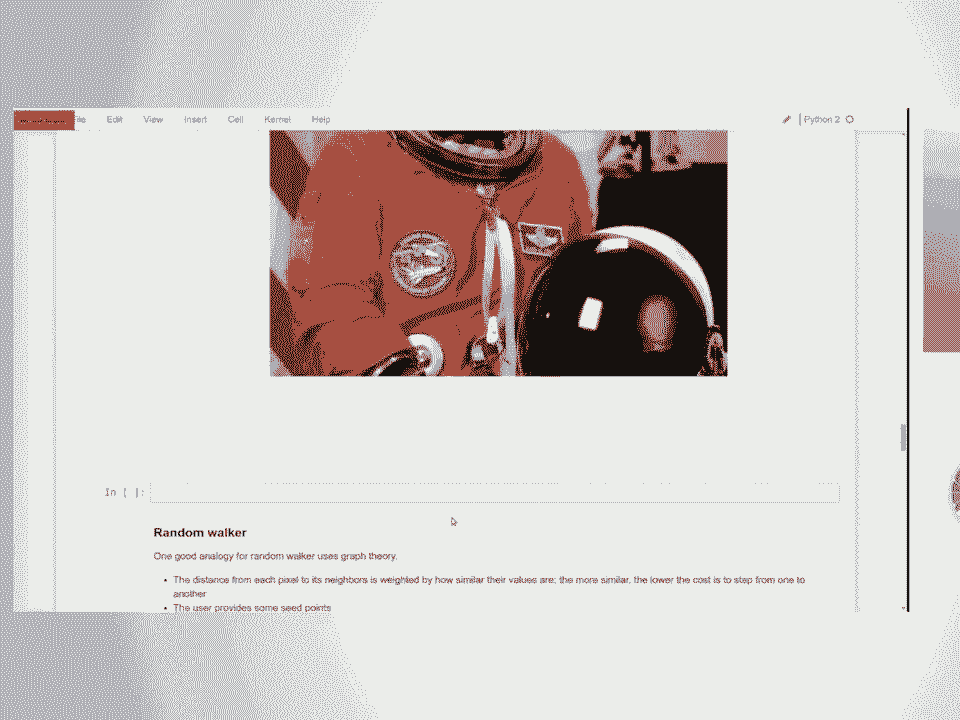 File Edit View Insert Cell Kernel Help Python 2
In [ ]:
Random walker
One good analogy for random walker uses graph theory.
• The distance from each pixel to its neighbors is weighted by how similar their values are; the more similar, the lower the cost is to step from one to
another
• The user provides some seed points